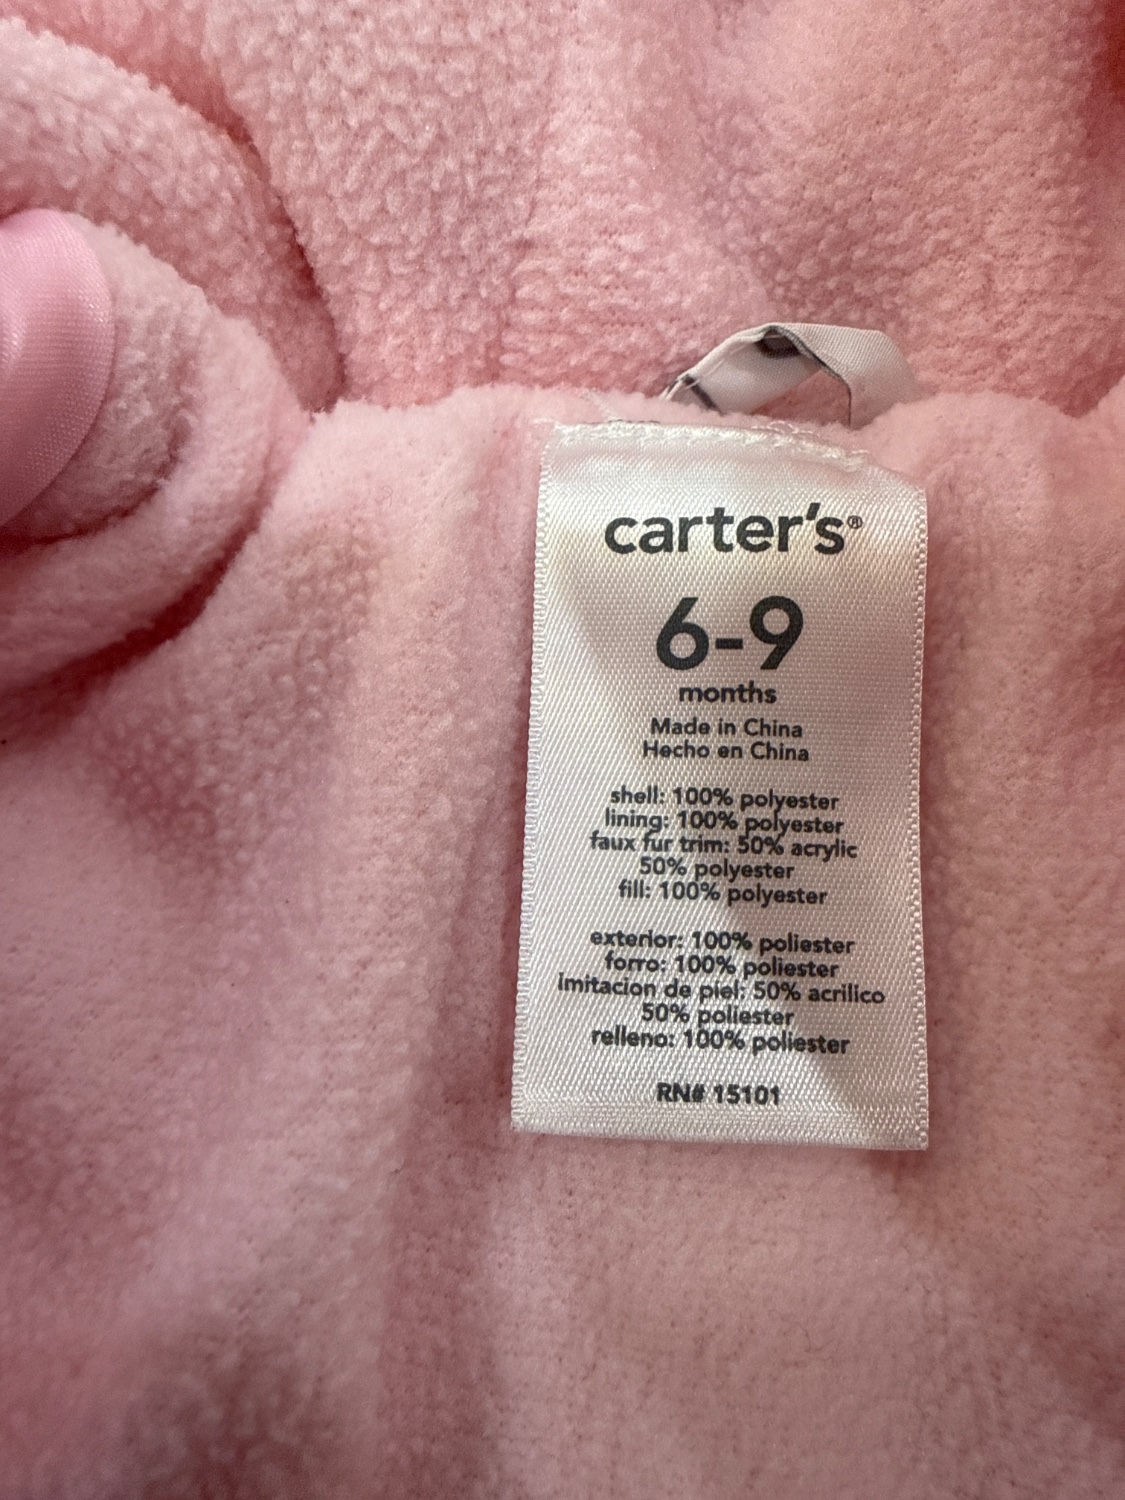 carter's®
6-9
months
Made in China
Hecho en China
shell: 100% polyester
lining: 100% polyester
faux fur trim: 50% acrylic
50% polyester
fill: 100% polyester
exterior: 100% poliester
forro: 100% poliester
imitacion de piel: 50% acrilico
50% poliester
relleno: 100% poliester
RN# 15101